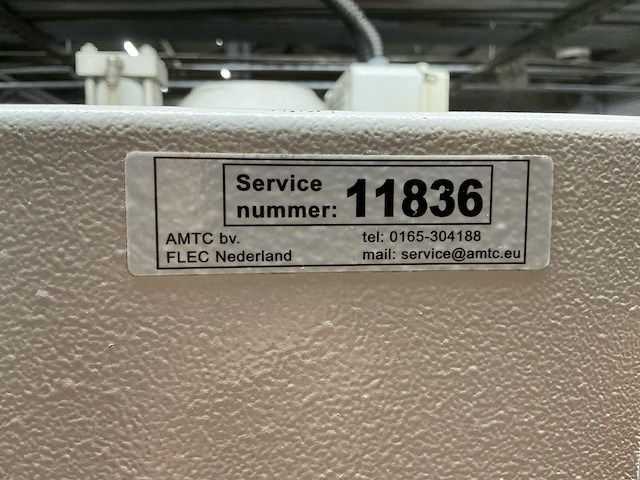 Service
nummer: 11836
AMTC bv.
tel: 0165-304188
FLEC Nederland
mail: service@amtc.eu